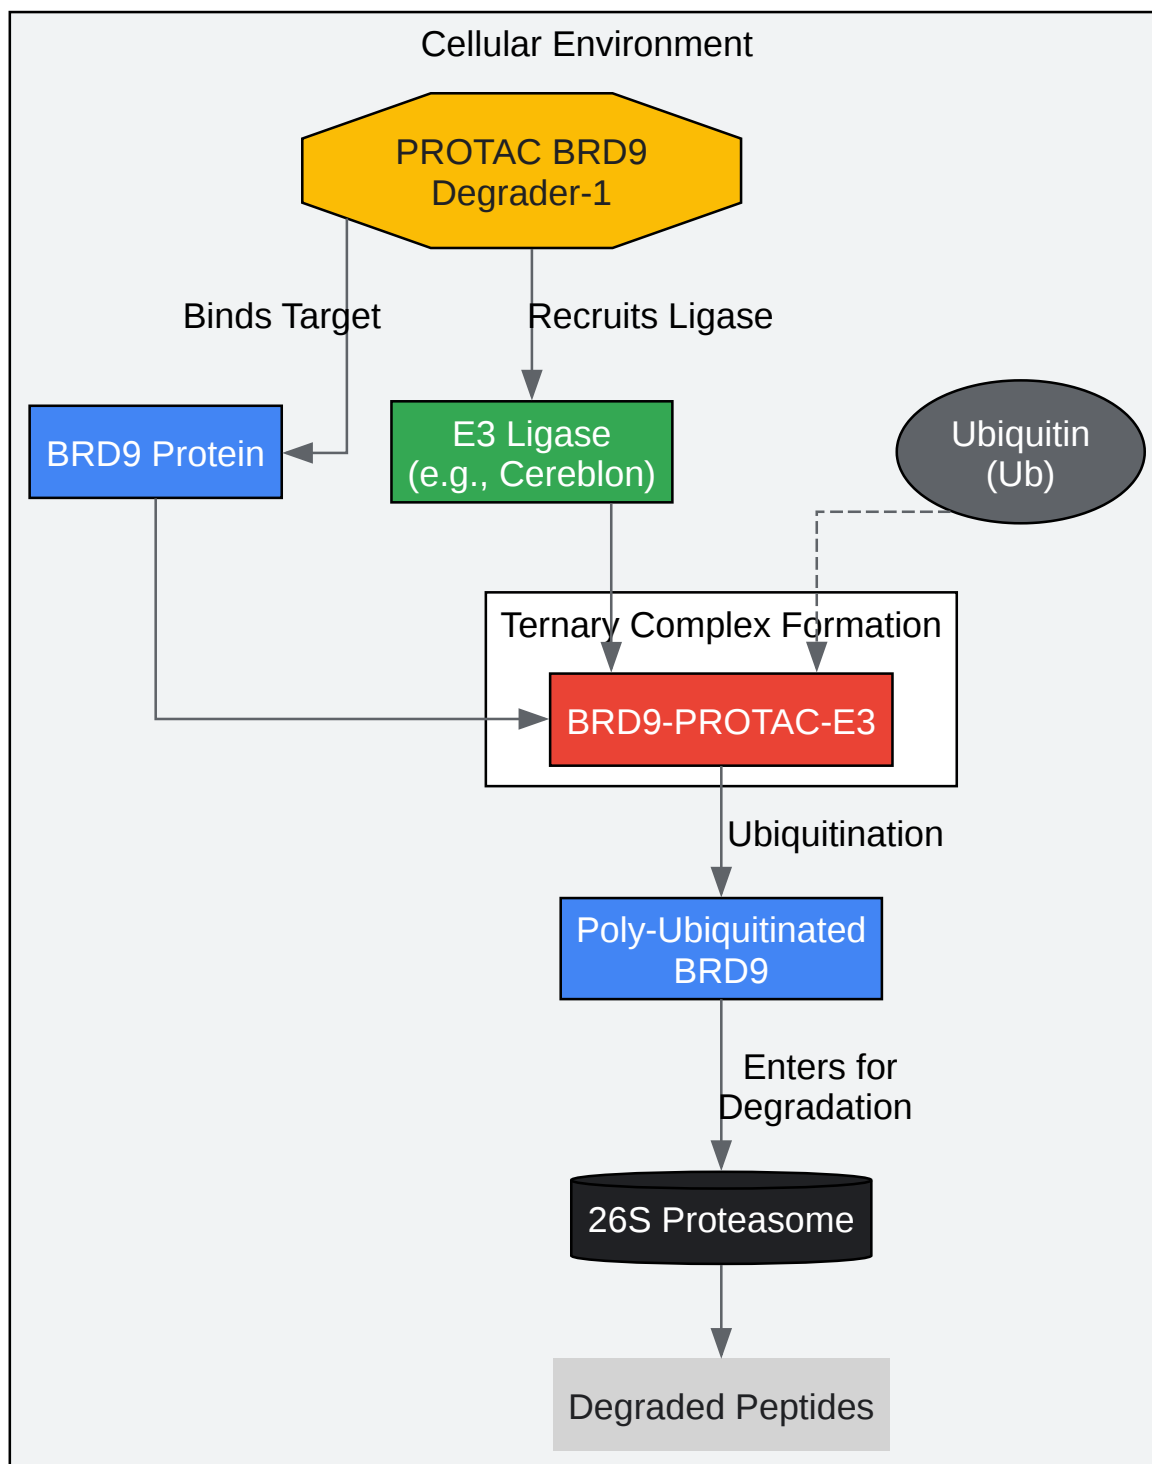 Cellular Environment
PROTAC BRD9
Degrader-1
Binds Target
Recruits Ligase
BRD9 Protein
E3 Ligase
(e.g., Cereblon)
Ubiquitin
(Ub)
Ternary Complex Formation
BRD9-PROTAC-E3
Ubiquitination
Poly-Ubiquitinated
BRD9
Enters for
Degradation
26S Proteasome
Degraded Peptides